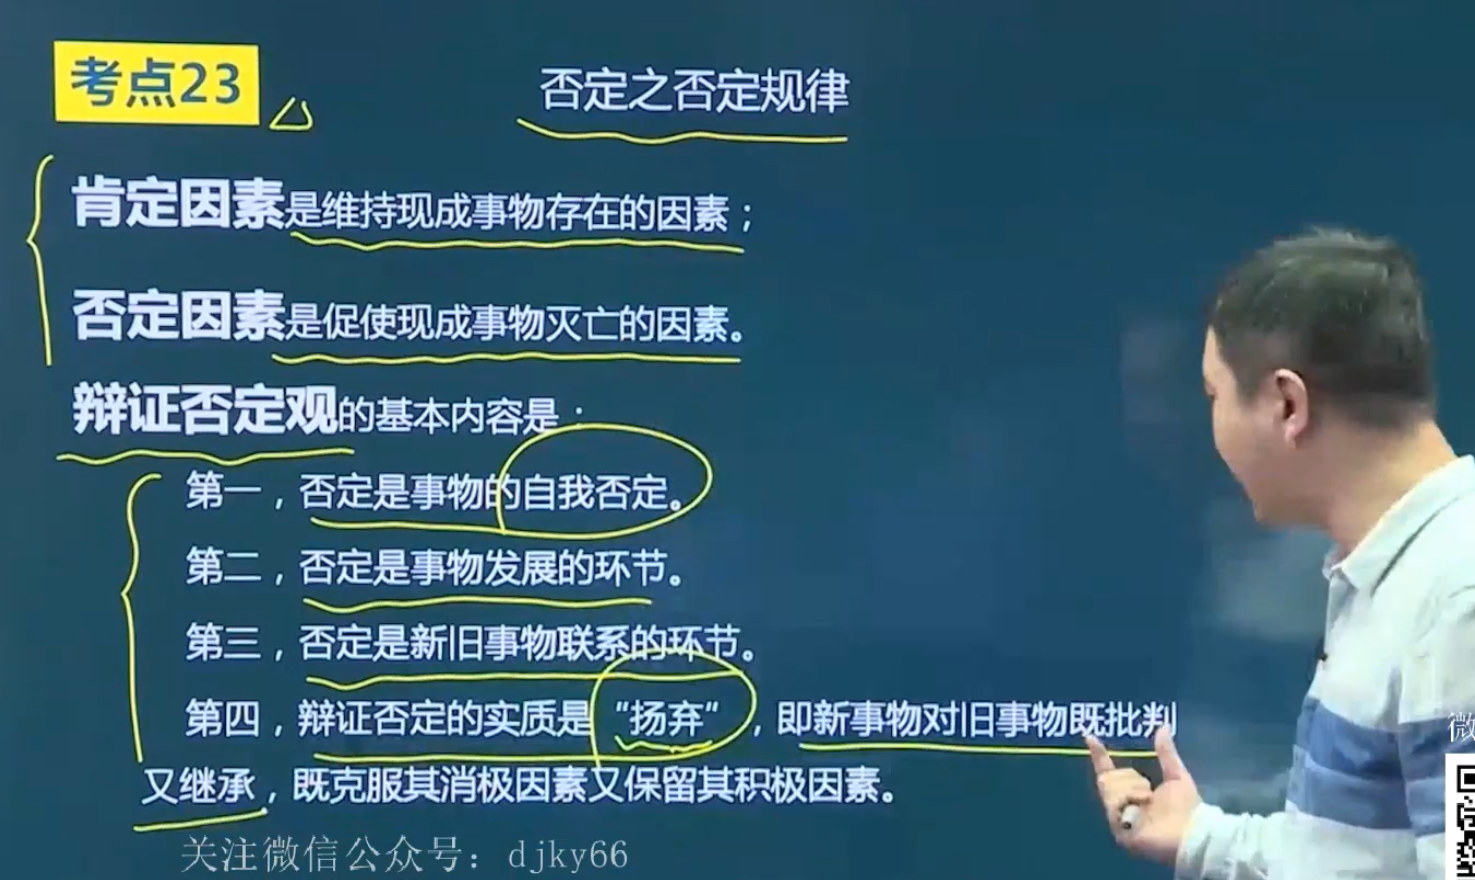 考点23
否定之否定规律
肯定因素是维持现成事物存在的因素；
否定因素是促使现成事物灭亡的因素。
辩证否定观的基本内容是：
第一，否定是事物的自我否定。
第二，否定是事物发展的环节。
第三，否定是新旧事物联系的环节。
第四，辩证否定的实质是“扬弃”，即新事物对旧事物既批判
又继承，既克服其消极因素又保留其积极因素。
微
关注微信公众号：djky66